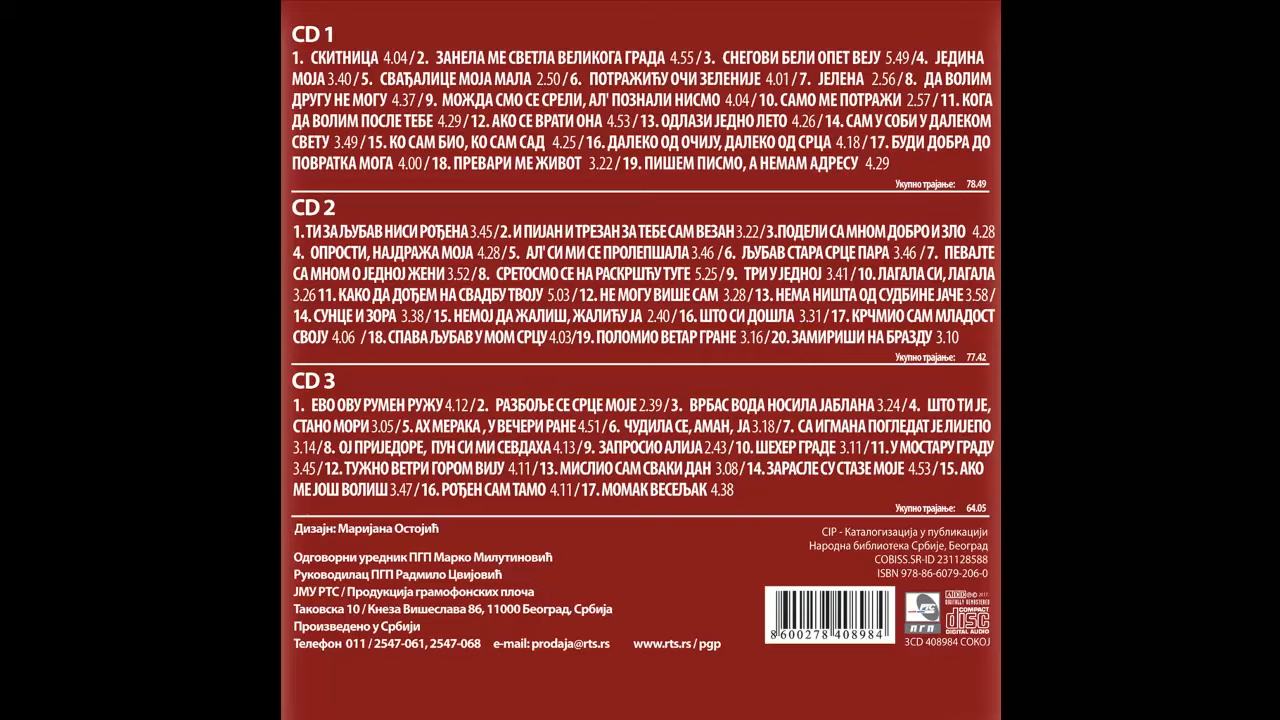 CD 1
1. СКИТНИЦА 4.04 / 2. ЗАНЕЛА МЕ СВЕТЛА ВЕЛИКОГА ГРАДА 4.55 / 3. СНЕГОВИ БЕЛИ ОПЕТ ВЕЈУ 5.49 /4. ЈЕДИНА
МОЈА 3.40 / 5. СВАЂАЛИЦЕ МОЈА МАЛА 2.50 / 6. ПОТРАЖИЋУ ОЧИ ЗЕЛЕНИЈЕ 4.01 / 7. ЈЕЛЕНА 2.56 / 8. ДА ВОЛИМ
ДРУГУ НЕ МОГУ 4.37 / 9. МОЖДА СМО СЕ СРЕЛИ, АЛ' ПОЗНАЛИ НИСМО 4.04 / 10. САМО МЕ ПОТРАЖИ 2.57 / 11. КОГА
ДА ВОЛИМ ПОСЛЕ ТЕБЕ 4.29 / 12. АКО СЕ ВРАТИ ОНА 4.53 / 13. ОДЛАЗИ ЈЕДНО ЛЕТО 4.26 / 14. САМ У СОБИ У ДАЛЕКОМ
СВЕТУ 3.49 / 15. КО САМ БИО, КО САМ САД 4.25 / 16. ДАЛЕКО ОД ОЧИЈУ, ДАЛЕКО ОД СРЦА 4.18 / 17. БУДИ ДОБРА ДО
ПОВРАТКА МОГА 4.00 / 18. ПРЕВАРИ МЕ ЖИВОТ 3.22 / 19. ПИШЕМ ПИСМО, А НЕМАМ АДРЕСУ 4.29
Укупно трајање: 78.49
CD 2
1. ТИ ЗА ЉУБАВ НИСИ РОЂЕНА 3.45 / 2. И ПИЈАН И ТРЕЗАН ЗА ТЕБЕ САМ ВЕЗАН 3.22 / 3.ПОДЕЛИ СА МНОМ ДОБРО И ЗЛО 4.28
4. ОПРОСТИ, НАЈДРАЖА МОЈА 4.28 / 5. АЛ' СИ МИ СЕ ПРОЛЕПШАЛА 3.46 / 6. ЉУБАВ СТАРА СРЦЕ ПАРА 3.46 / 7. ПЕВАЈТЕ
СА МНОМ О ЈЕДНОЈ ЖЕНИ 3.52 / 8. СРЕТОСМО СЕ НА РАСКРШЋУ ТУГЕ 5.25 / 9. ТРИ У ЈЕДНОЈ 3.41 / 10. ЛАГАЛА СИ, ЛАГАЛА
3.26 11. КАКО ДА ДОЂЕМ НА СВАДБУ ТВОЈУ 5.03 / 12. НЕ МОГУ ВИШЕ САМ 3.28 / 13. НЕМА НИШТА ОД СУДБИНЕ ЈАЧЕ 3.58 /
14. СУНЦЕ И ЗОРА 3.38 / 15. НЕМОЈ ДА ЖАЛИШ, ЖАЛИЋУ ЈА 2.40 / 16. ШТО СИ ДОШЛА 3.31 / 17. КРЧМИО САМ МЛАДОСТ
СВОЈУ 4.06 / 18. СПАВА ЉУБАВ У МОМ СРЦУ 4.03/19. ПОЛОМИО ВЕТАР ГРАНЕ 3.16 / 20. ЗАМИРИШИ НА БРАЗДУ 3.10
Укупно трајање: 77.42
CD 3
1. ЕВО ОВУ РУМЕН РУЖУ 4.12 / 2. РАЗБОЉЕ СЕ СРЦЕ МОЈЕ 2.39 / 3. ВРБАС ВОДА НОСИЛА ЈАБЛАНА 3.24 / 4. ШТО ТИ ЈЕ,
СТАНО МОРИ 3.05 / 5. АХ МЕРАКА , У ВЕЧЕРИ РАНЕ 4.51 / 6. ЧУДИЛА СЕ, АМАН, ЈА 3.18 / 7. СА ИГМАНА ПОГЛЕДАТ ЈЕ ЛИЈЕПО
3.14 / 8. ОЈ ПРИЈЕДОРЕ, ПУН СИ МИ СЕВДАХА 4.13 / 9. ЗАПРОСИО АЛИЈА 2.43 / 10. ШЕХЕР ГРАДЕ 3.11 / 11. У МОСТАРУ ГРАДУ
3.45 / 12. ТУЖНО ВЕТРИ ГОРОМ ВИЈУ 4.11 / 13. МИСЛИО САМ СВАКИ ДАН 3.08 / 14. ЗАРАСЛЕ СУ СТАЗЕ МОЈЕ 4.53 / 15. АКО
МЕ ЈОШ ВОЛИШ 3.47 / 16. РОЂЕН САМ ТАМО 4.11 / 17. МОМАК ВЕСЕЉАК 4.38
Укупно трајање: 64.05
Дизајн: Маријана Остојић
Одговорни уредник ПГП Марко Милутиновић
Руководилац ПГП Радмило Цвијовић
ЈМУ РТС / Продукција грамофонских плоча
Таковска 10 / Кнеза Вишеслава 86, 11000 Београд, Србија
Произведено у Србији
Телефон 011 / 2547-061, 2547-068 e-mail: prodaja@rts.rs www.rts.rs / pgp
CIP - Каталогизација у публикацији
Народна библиотека Србије, Београд
COBISS.SR-ID 231128588
ISBN 978-86-6079-206-0
8600278408984
РТС
ПГП
ADD ℗© 2017.
DIGITALLY REMASTERED
COMPACT
disc
DIGITAL AUDIO
3CD 408984 СОКОЈ